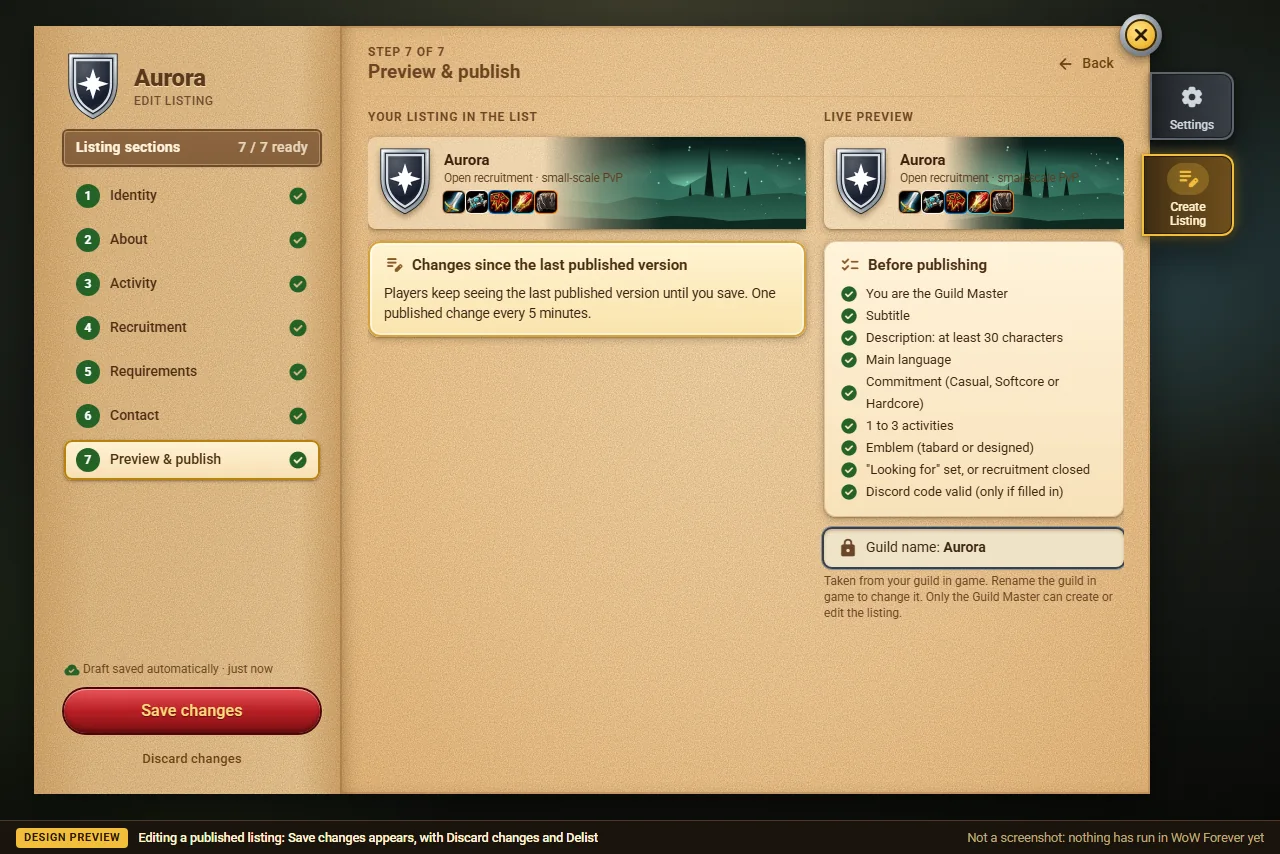 Aurora
EDIT LISTING
Listing sections 7 / 7 ready
1 Identity
2 About
3 Activity
4 Recruitment
5 Requirements
6 Contact
7 Preview & publish
Draft saved automatically · just now
Save changes
Discard changes
STEP 7 OF 7
Preview & publish
Back
YOUR LISTING IN THE LIST
Aurora
Open recruitment · small-scale PvP
Changes since the last published version
Players keep seeing the last published version until you save. One
published change every 5 minutes.
LIVE PREVIEW
Aurora
Open recruitment · small-scale PvP
Before publishing
You are the Guild Master
Subtitle
Description: at least 30 characters
Main language
Commitment (Casual, Softcore or
Hardcore)
1 to 3 activities
Emblem (tabard or designed)
"Looking for" set, or recruitment closed
Discord code valid (only if filled in)
Guild name: Aurora
Taken from your guild in game. Rename the guild in
game to change it. Only the Guild Master can create or
edit the listing.
Settings
Create
Listing
DESIGN PREVIEW Editing a published listing: Save changes appears, with Discard changes and Delist
Not a screenshot: nothing has run in WoW Forever yet